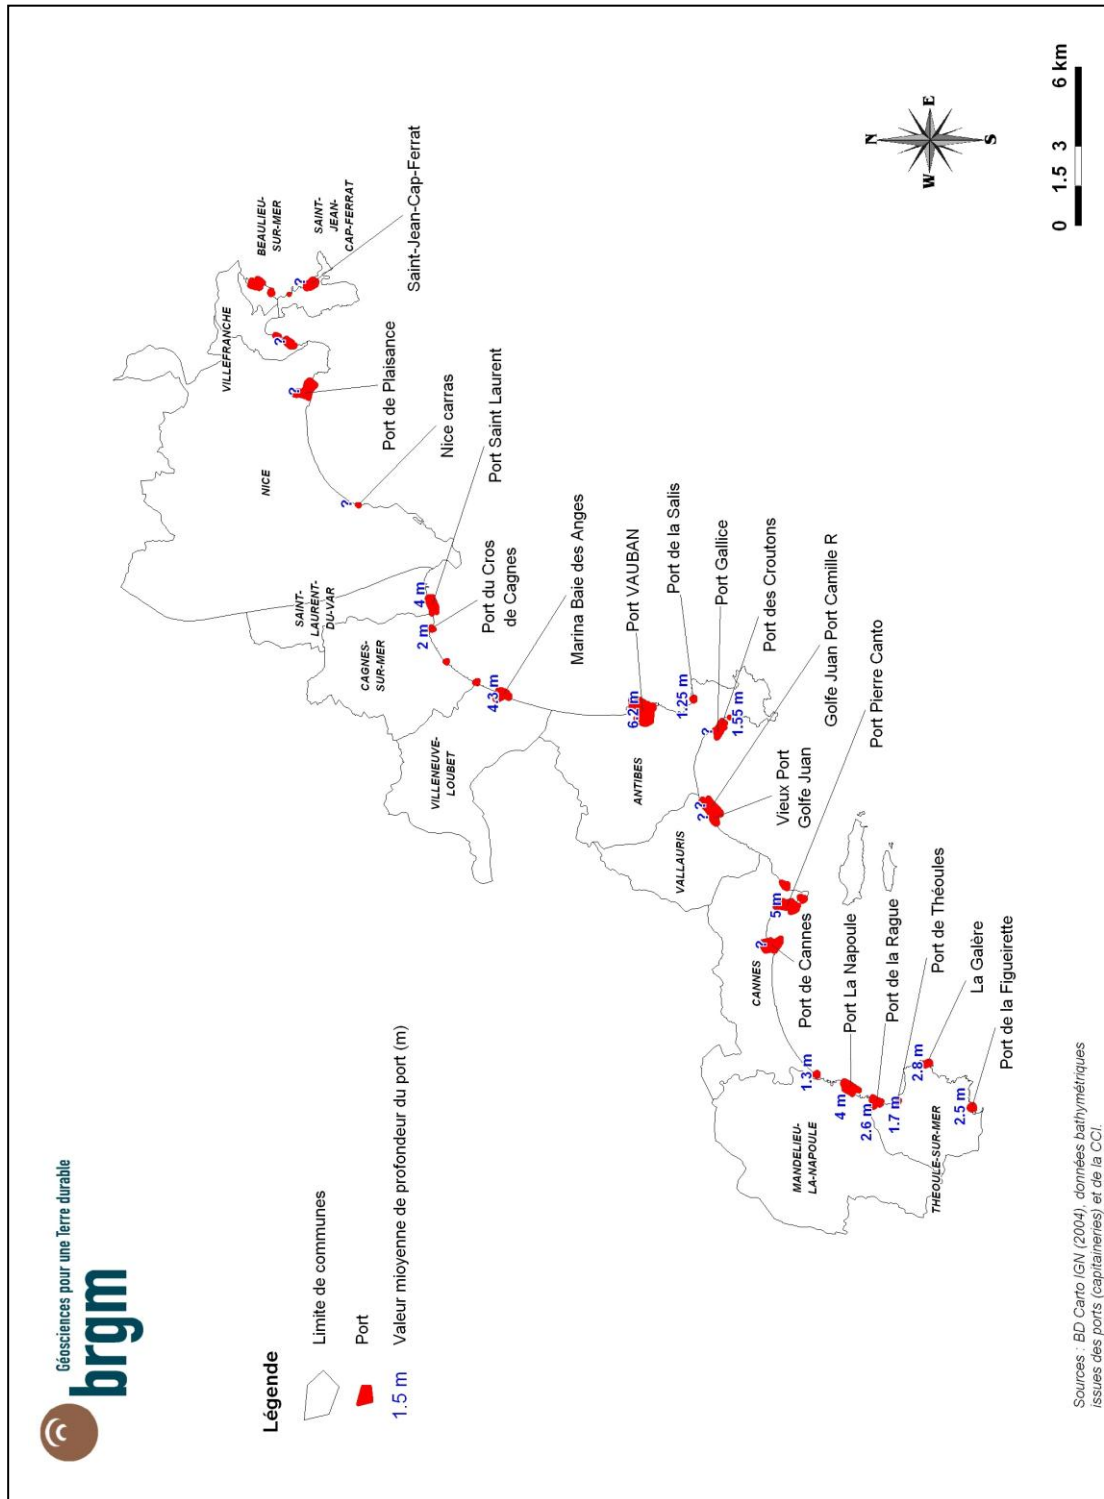 Géosciences pour une Terre durable
brgm
Légende
Limite de communes
Port
1.5 m
Valeur mioyenne de profondeur du port (m)
BEAULIEU-
SUR-MER
SAINT-
JEAN-
CAP-FERRAT
Saint-Jean-Cap-Ferrat
?
VILLEFRANCHE
?
?
Port de Plaisance
NICE
?
Nice carras
Port Saint Laurent
SAINT-
LAURENT-
DU-VAR
4 m
2 m
Port du Cros
de Cagnes
CAGNES-
SUR-MER
4.3 m
Marina Baie des Anges
VILLENEUVE-
LOUBET
6.2 m
Port VAUBAN
1.25 m
Port de la Salis
?
Port Gallice
1.55 m
Port des Croutons
ANTIBES
? ?
Golfe Juan Port Camille R
Vieux Port
Golfe Juan
VALLAURIS
5 m
Port Pierre Canto
?
Port de Cannes
CANNES
1.3 m
4 m
Port La Napoule
2.6 m
Port de la Rague
1.7 m
Port de Théoules
2.8 m
La Galère
2.5 m
Port de la Figueirette
MANDELIEU-
LA-NAPOULE
THEOULE-SUR-MER
N
W
E
S
0 1.5 3 6 km
Sources : BD Carto IGN (2004), données bathymétriques
issues des ports (capitaineries) et de la CCI.